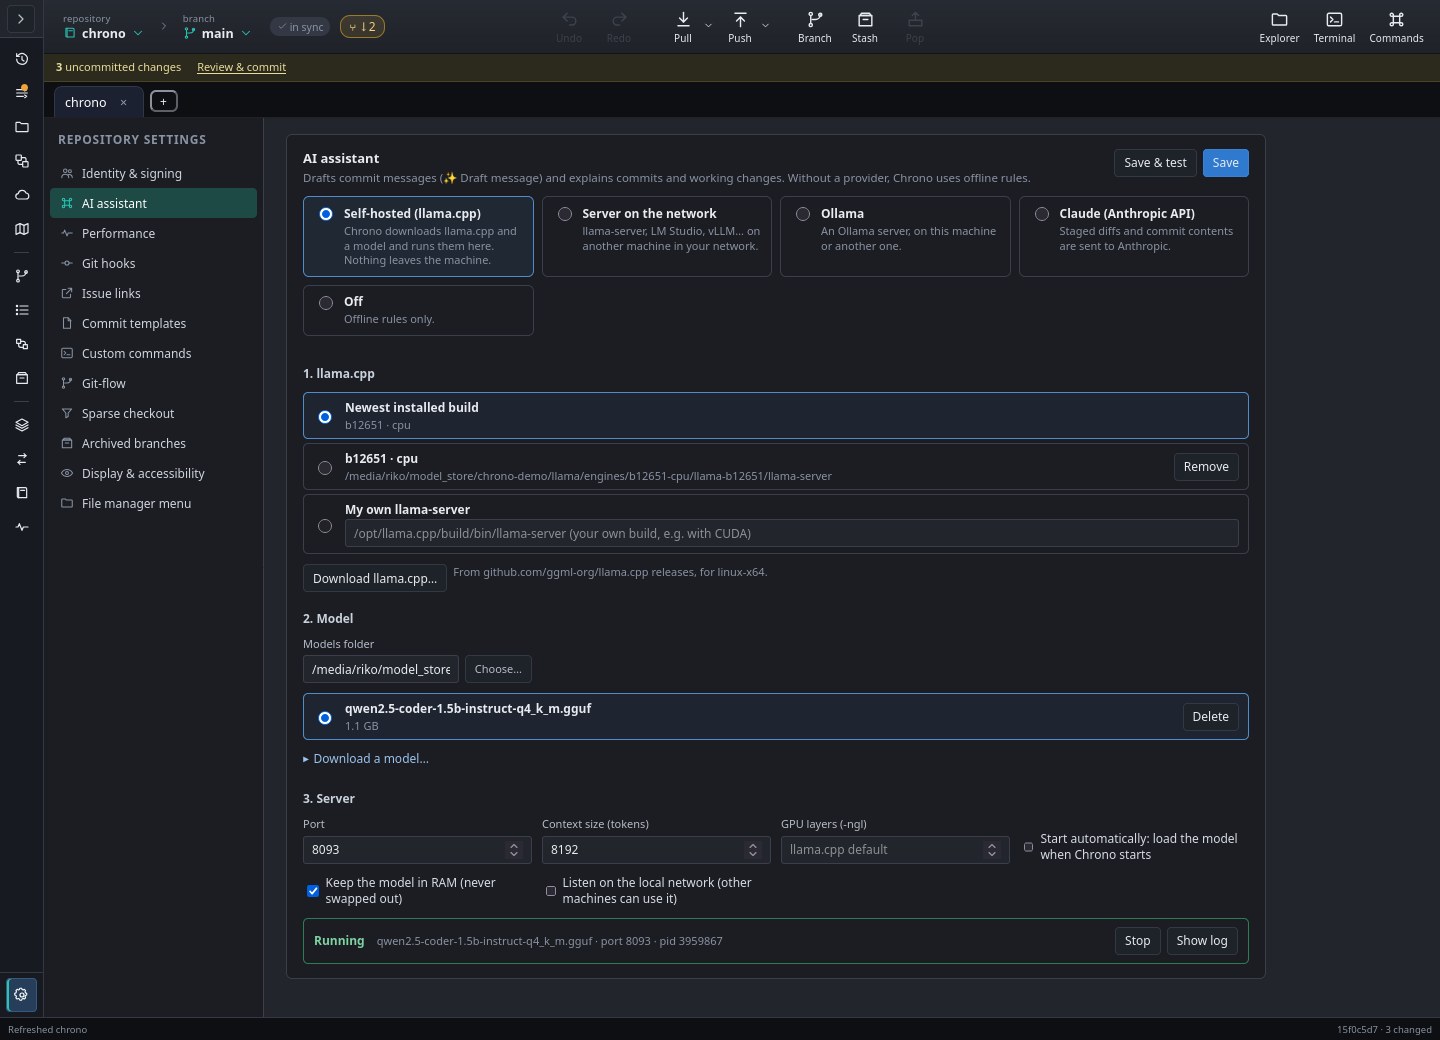 repository
chrono
branch
main
✓ in sync
↓2
Undo
Redo
Pull
Push
Branch
Stash
Pop
Explorer
Terminal
Commands
3 uncommitted changes Review & commit
chrono ×
+
REPOSITORY SETTINGS
Identity & signing
AI assistant
Performance
Git hooks
Issue links
Commit templates
Custom commands
Git-flow
Sparse checkout
Archived branches
Display & accessibility
File manager menu
AI assistant
Drafts commit messages (✨ Draft message) and explains commits and working changes. Without a provider, Chrono uses offline rules.
Save & test
Save
Self-hosted (llama.cpp)
Chrono downloads llama.cpp and
a model and runs them here.
Nothing leaves the machine.
Server on the network
llama-server, LM Studio, vLLM... on
another machine in your network.
Ollama
An Ollama server, on this machine
or another one.
Claude (Anthropic API)
Staged diffs and commit contents
are sent to Anthropic.
Off
Offline rules only.
1. llama.cpp
Newest installed build
b12651 · cpu
b12651 · cpu
/media/riko/model_store/chrono-demo/llama/engines/b12651-cpu/llama-b12651/llama-server
Remove
My own llama-server
/opt/llama.cpp/build/bin/llama-server (your own build, e.g. with CUDA)
Download llama.cpp...
From github.com/ggml-org/llama.cpp releases, for linux-x64.
2. Model
Models folder
/media/riko/model_store
Choose...
qwen2.5-coder-1.5b-instruct-q4_k_m.gguf
1.1 GB
Delete
▸ Download a model...
3. Server
Port
8093
Context size (tokens)
8192
GPU layers (-ngl)
llama.cpp default
Start automatically: load the model
when Chrono starts
Keep the model in RAM (never
swapped out)
Listen on the local network (other
machines can use it)
Running qwen2.5-coder-1.5b-instruct-q4_k_m.gguf · port 8093 · pid 3959867
Stop
Show log
Refreshed chrono
15f0c5d7 · 3 changed